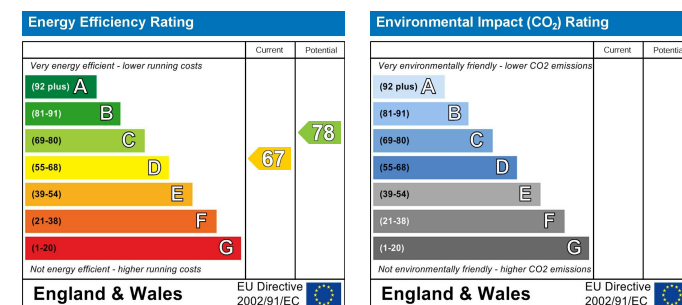 Energy Efficiency Rating
Current Potential
Very energy efficient - lower running costs
(92 plus) A
(81-91) B
(69-80) C
78
(55-68) D
67
(39-54) E
(21-38) F
(1-20) G
Not energy efficient - higher running costs
England & Wales
EU Directive
2002/91/EC
Environmental Impact (CO₂) Rating
Current Potentia
Very environmentally friendly - lower CO2 emissions
(92 plus) A
(81-91) B
(69-80) C
(55-68) D
(39-54) E
(21-38) F
(1-20) G
Not environmentally friendly - higher CO2 emissions
England & Wales
EU Directive
2002/91/EC